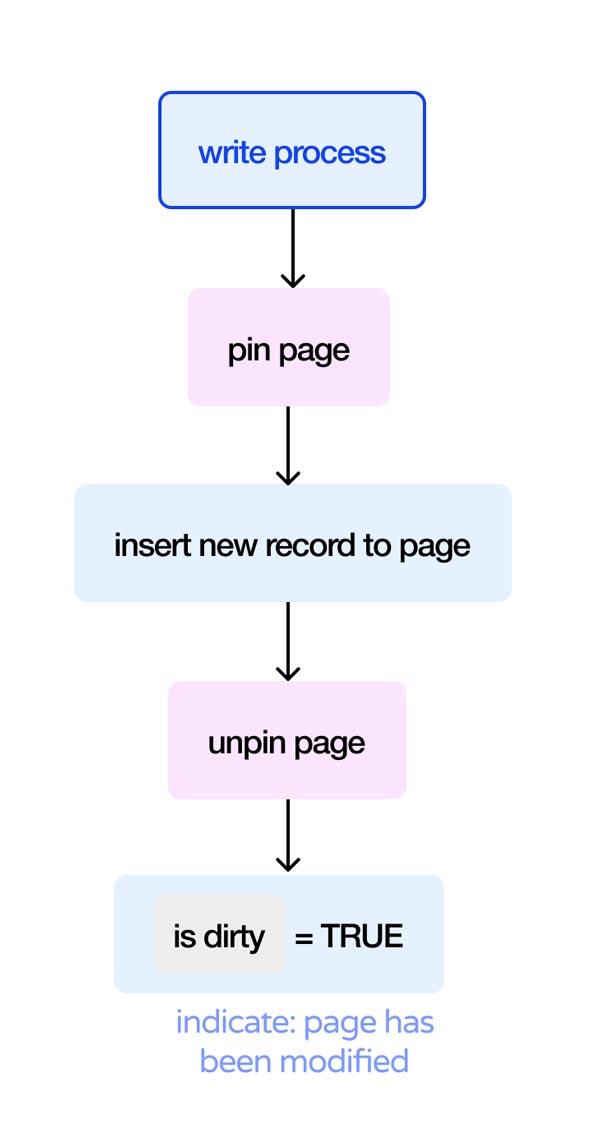 write process
pin page
insert new record to page
unpin page
is dirty = TRUE
indicate: page has
been modified